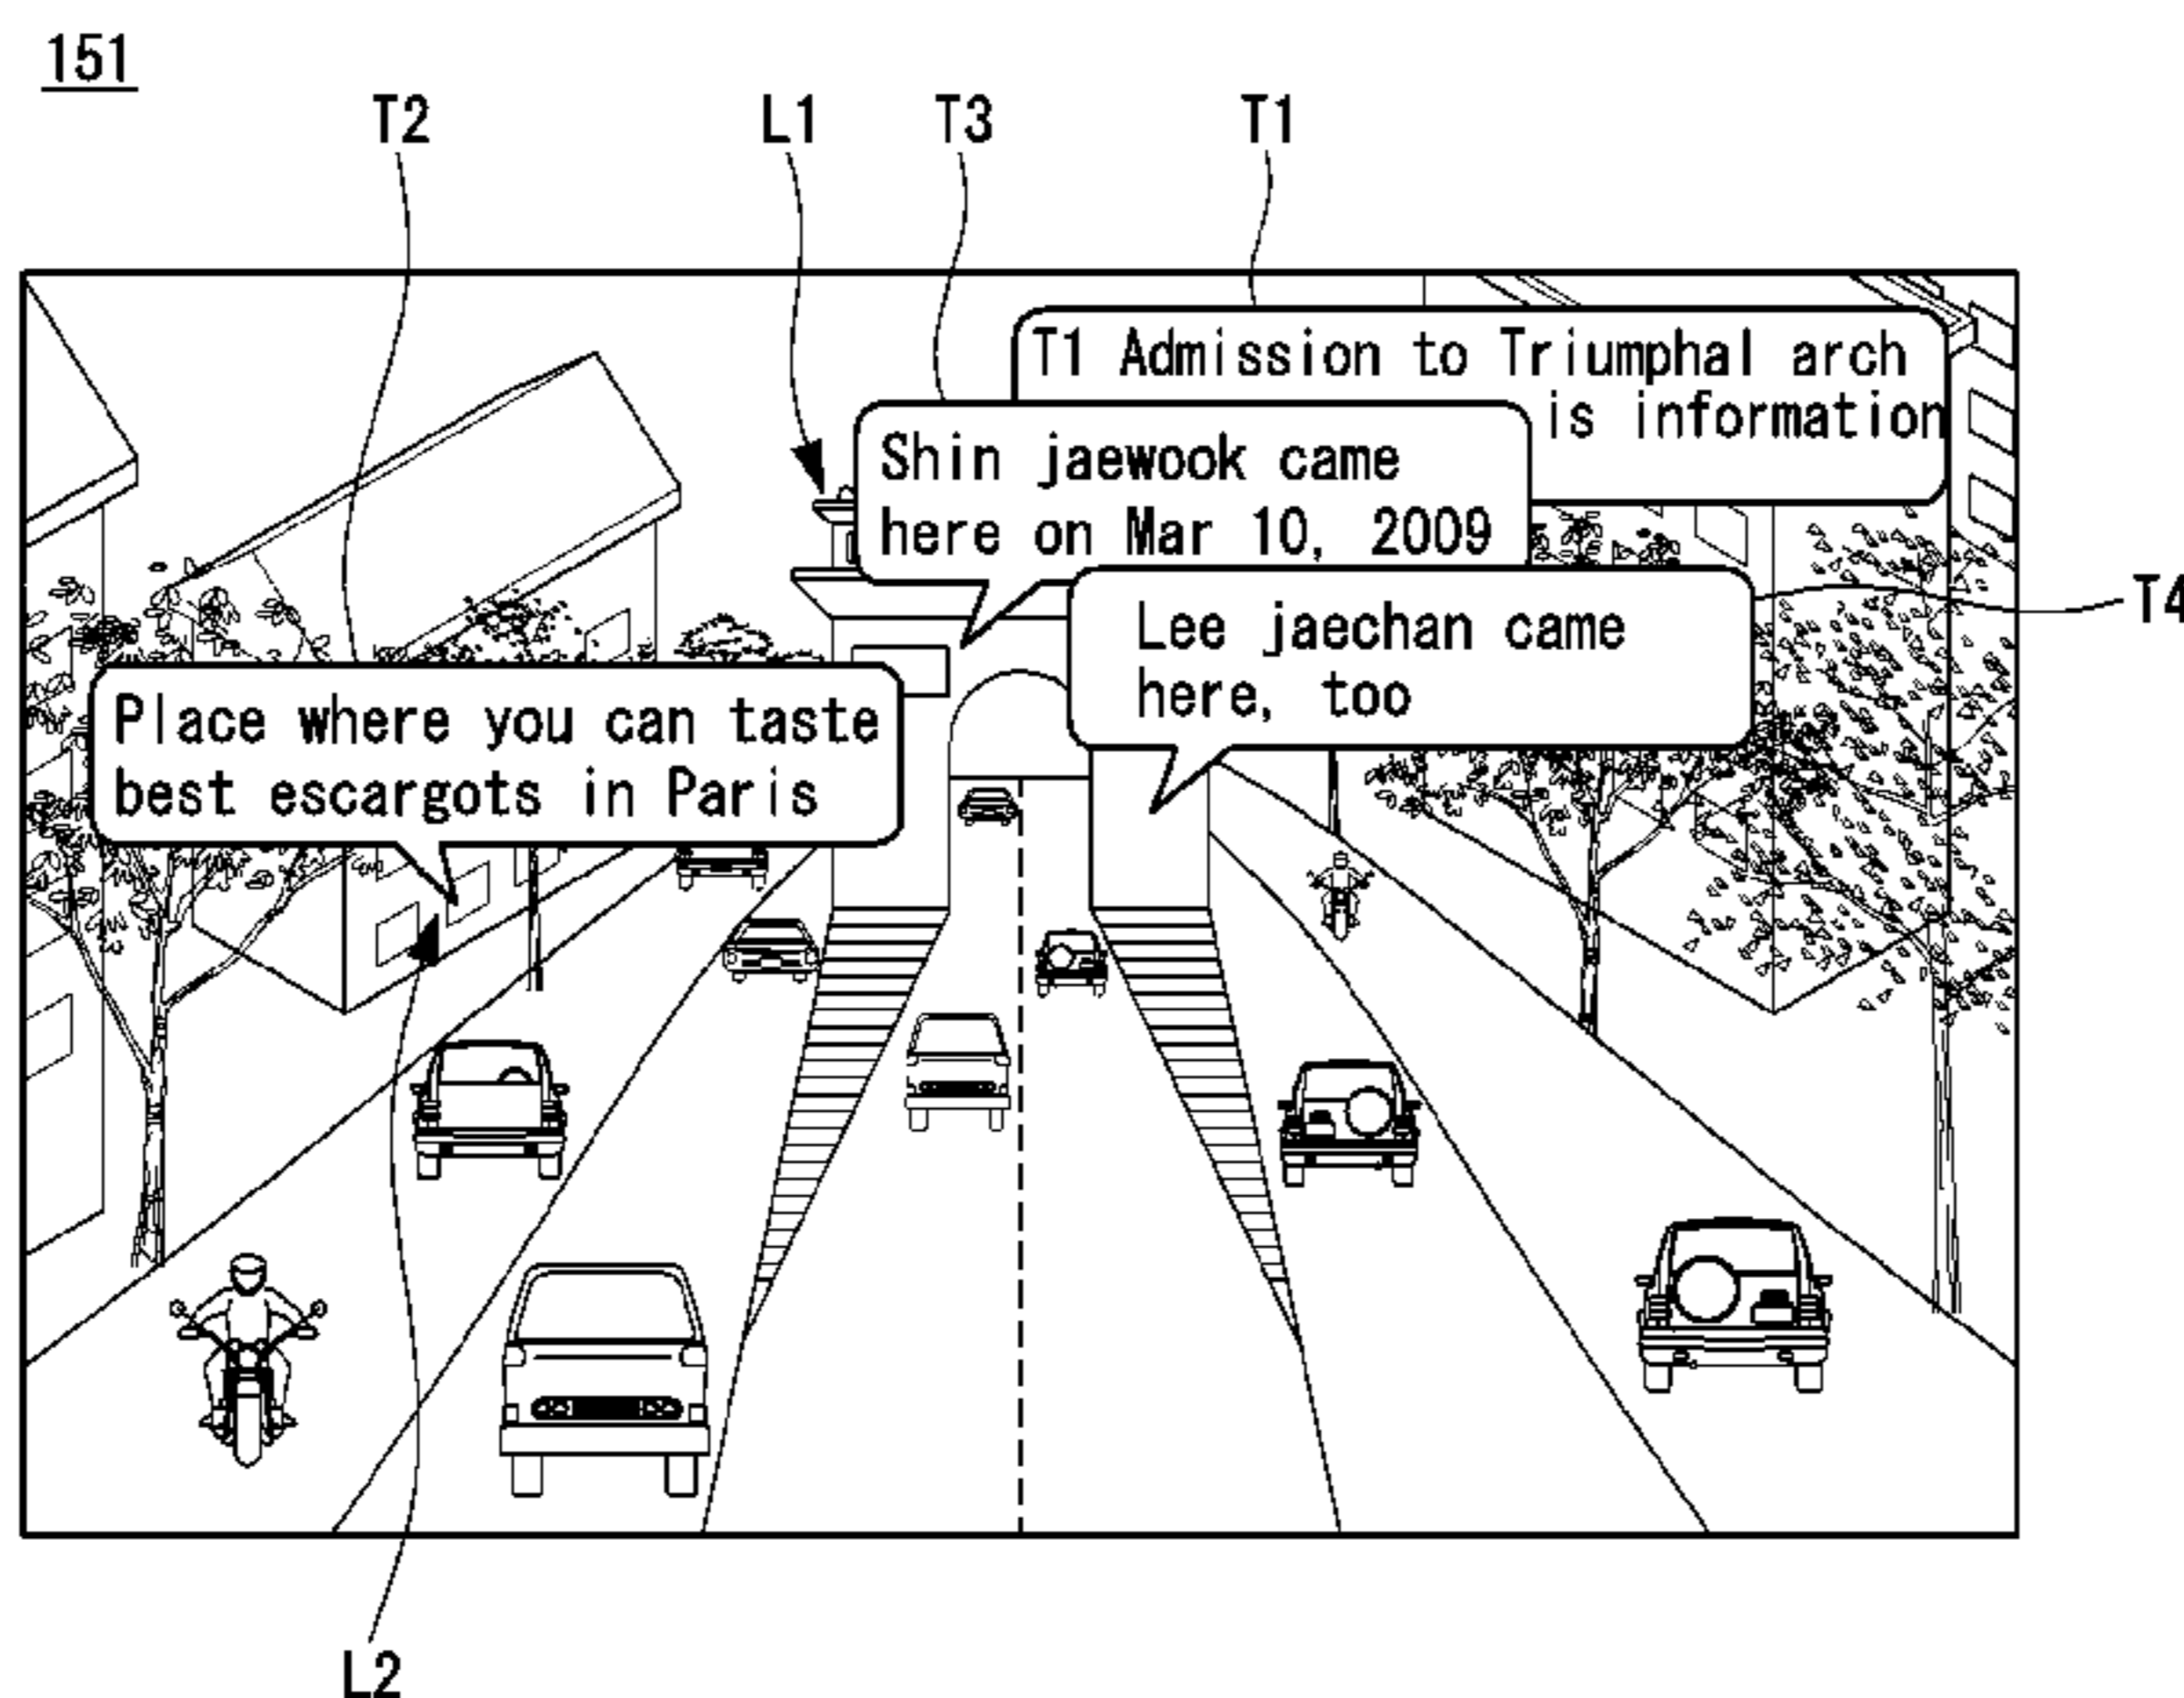 151
T2 L1 T3 T1
T1 Admission to Triumphal arch
is information
Shin jaewook came
here on Mar 10, 2009
T4
Lee jaechan came
here, too
Place where you can taste
best escargots in Paris
L2